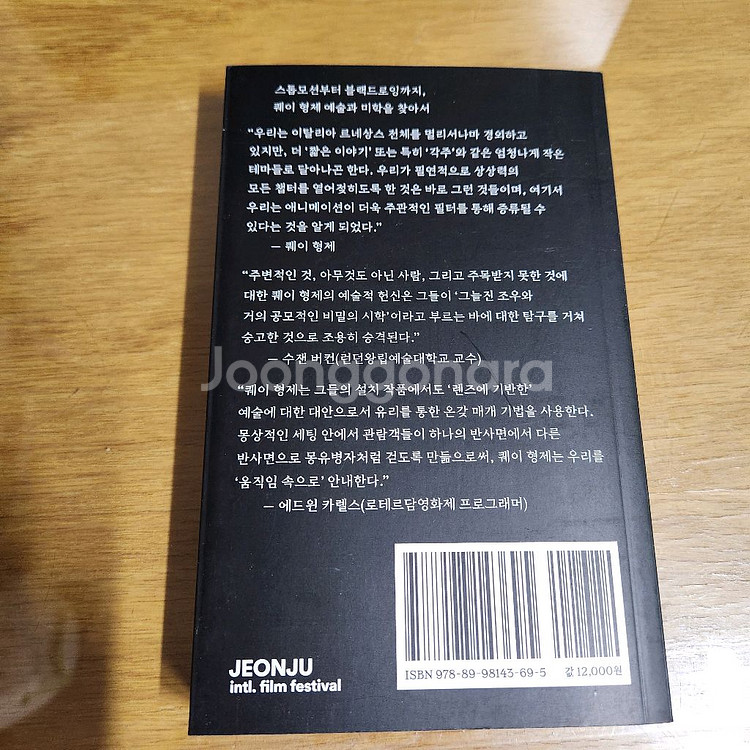 스톱모션부터 블랙드로잉까지,
퀘이 형제 예술과 미학을 찾아서
“우리는 이탈리아 르네상스 전체를 멀리서나마 경외하고
있지만, 더 ‘짧은 이야기’ 또는 특히 ‘각주’와 같은 엄청나게 작은
테마들로 달아나곤 한다. 우리가 필연적으로 상상력의
모든 챕터를 열어젖히도록 한 것은 바로 그런 것들이며, 여기서
우리는 애니메이션이 더욱 주관적인 필터를 통해 증류될 수
있다는 것을 알게 되었다.”
— 퀘이 형제
“주변적인 것, 아무것도 아닌 사람, 그리고 주목받지 못한 것에
대한 퀘이 형제의 예술적 헌신은 그들이 ‘그늘진 조우와
거의 공모적인 비밀의 시학’이라고 부르는 바에 대한 탐구를 거쳐
숭고한 것으로 조용히 승격된다.”
— 수잰 버컨(런던왕립예술대학교 교수)
Joonggonara
“퀘이 형제는 그들의 설치 작품에서도 ‘렌즈에 기반한’
예술에 대한 대안으로서 유리를 통한 온갖 매개 기법을 사용한다.
몽상적인 세팅 안에서 관람객들이 하나의 반사면에서 다른
반사면으로 몽유병자처럼 걷도록 만듦으로써, 퀘이 형제는 우리를
‘움직임 속으로’ 안내한다.”
— 에드윈 카렐스(로테르담영화제 프로그래머)
JEONJU
intl. film festival
ISBN 978-89-98143-69-5 값 12,000원